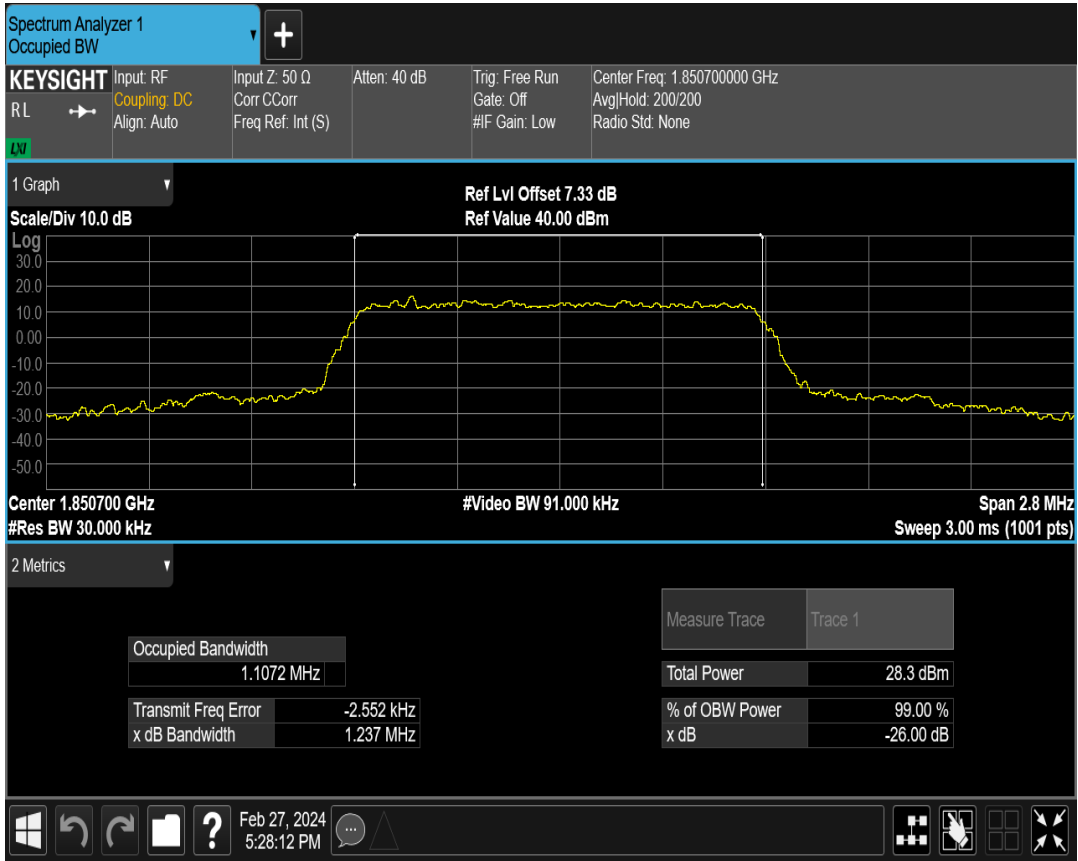 Spectrum Analyzer 1
Occupied BW
KEYSIGHT Input: RF Input Z: 50 Ω Atten: 40 dB Trig: Free Run Center Freq: 1.850700000 GHz
RL Coupling: DC Corr CCorr Gate: Off Avg|Hold: 200/200
Align: Auto Freq Ref: Int (S) #IF Gain: Low Radio Std: None
LXI
1 Graph
Ref Lvl Offset 7.33 dB
Scale/Div 10.0 dB Ref Value 40.00 dBm
Log
30.0
20.0
10.0
0.00
-10.0
-20.0
-30.0
-40.0
-50.0
Center 1.850700 GHz #Video BW 91.000 kHz Span 2.8 MHz
#Res BW 30.000 kHz Sweep 3.00 ms (1001 pts)
2 Metrics
Measure Trace Trace 1
Occupied Bandwidth
1.1072 MHz Total Power 28.3 dBm
Transmit Freq Error -2.552 kHz % of OBW Power 99.00 %
x dB Bandwidth 1.237 MHz x dB -26.00 dB
? Feb 27, 2024
5:28:12 PM